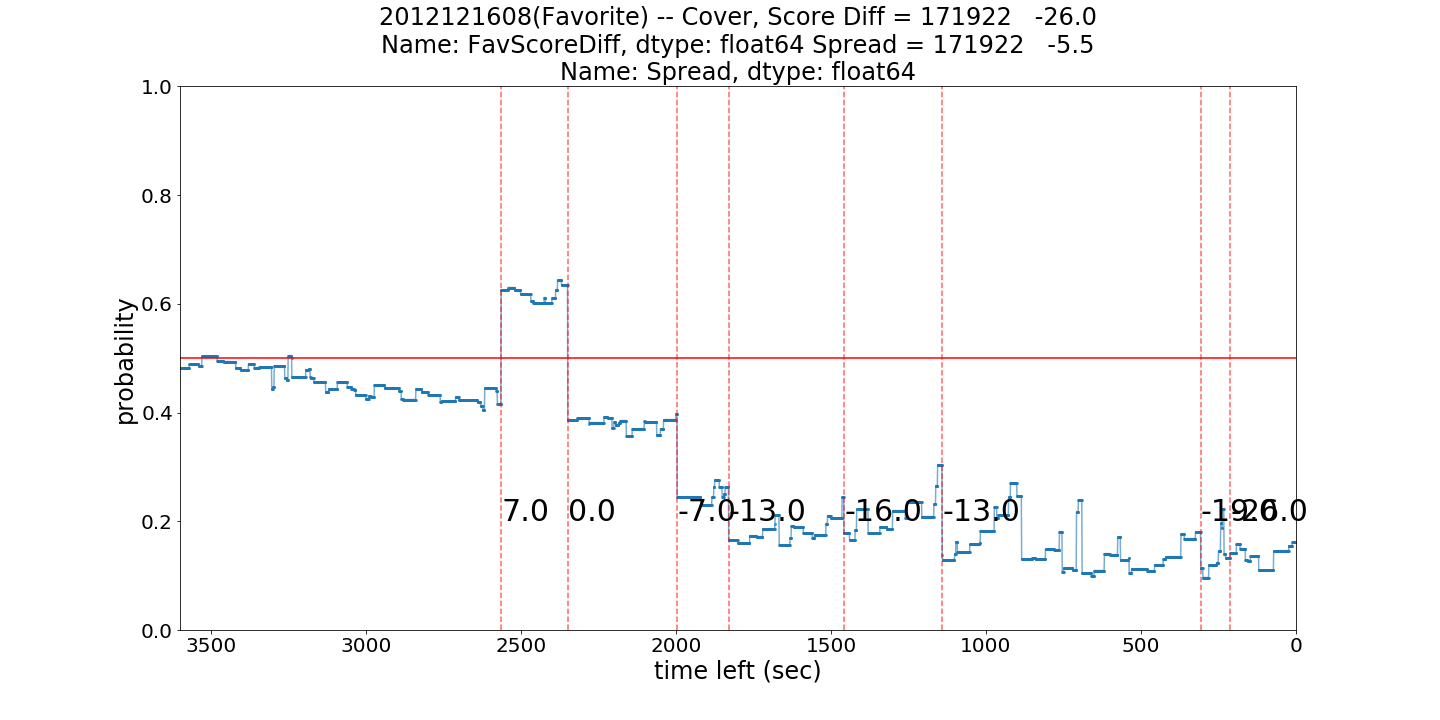 2012121608(Favorite) -- Cover, Score Diff = 171922   -26.0
Name: FavScoreDiff, dtype: float64 Spread = 171922   -5.5
Name: Spread, dtype: float64
probability
1.0
0.8
0.6
0.4
0.2
0.0
7.0 0.0 -7.0 -13.0 -16.0 -13.0 -19.0 -26.0
3500 3000 2500 2000 1500 1000 500 0
time left (sec)